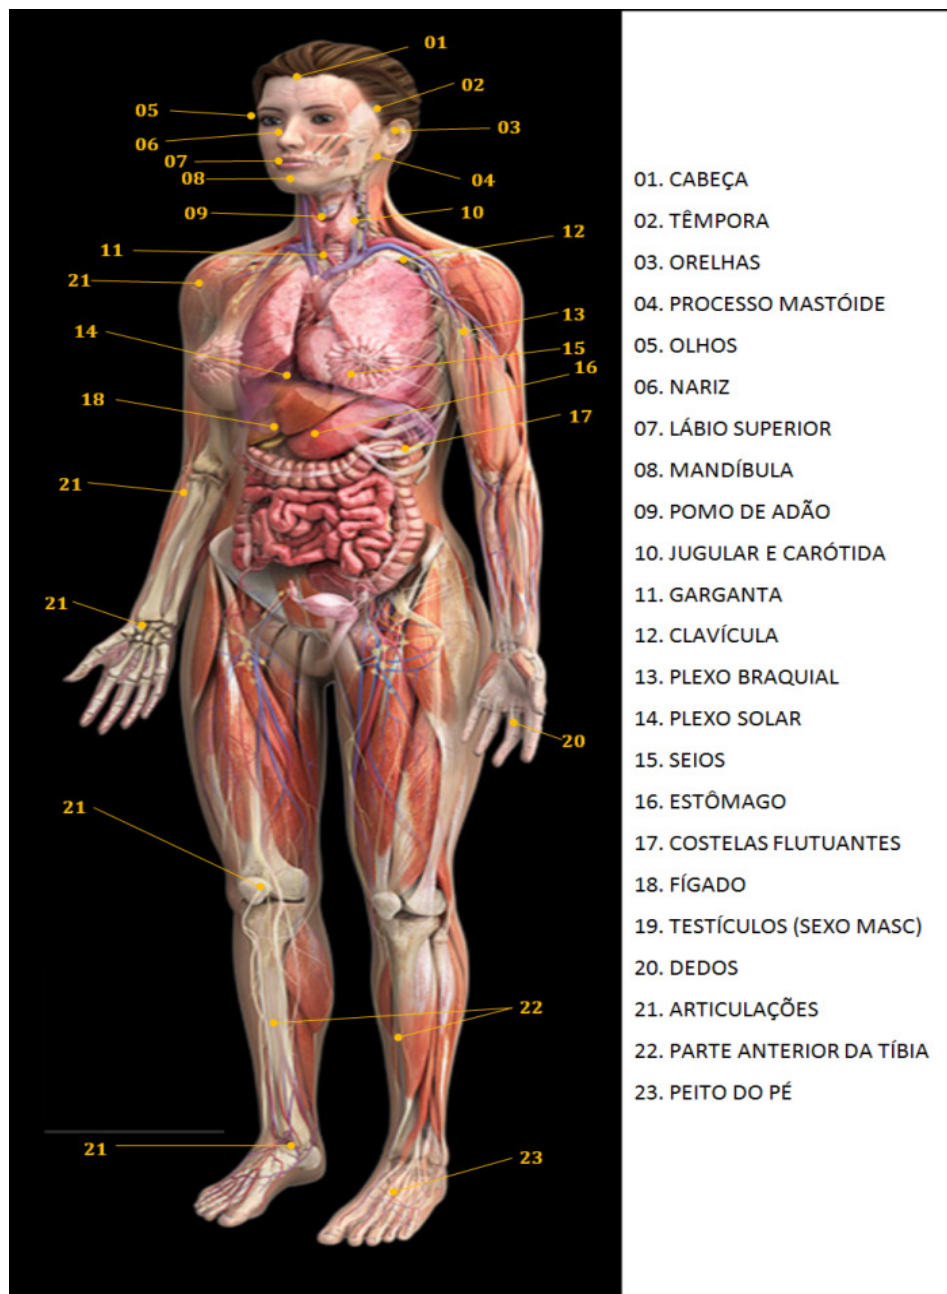 01
02
05
03
06
07
08
04
09
10
12
11
21
14
13
15
16
18
17
21
21
20
21
22
21
23
01. CABEÇA
02. TÊMPORA
03. ORELHAS
04. PROCESSO MASTÓIDE
05. OLHOS
06. NARIZ
07. LÁBIO SUPERIOR
08. MANDÍBULA
09. POMO DE ADÃO
10. JUGULAR E CARÓTIDA
11. GARGANTA
12. CLAVÍCULA
13. PLEXO BRAQUIAL
14. PLEXO SOLAR
15. SEIOS
16. ESTÔMAGO
17. COSTELAS FLUTUANTES
18. FÍGADO
19. TESTÍCULOS (SEXO MASC)
20. DEDOS
21. ARTICULAÇÕES
22. PARTE ANTERIOR DA TÍBIA
23. PEITO DO PÉ